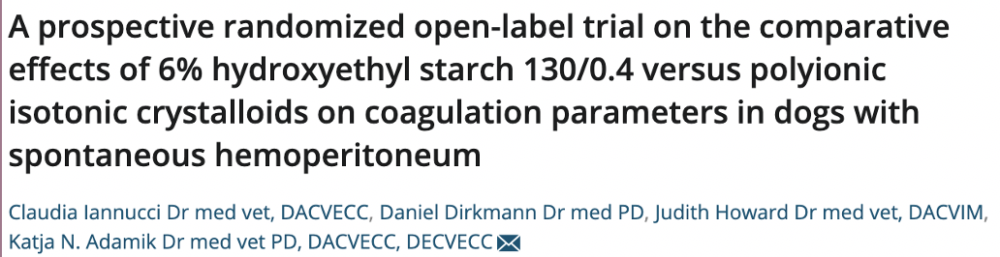 A prospective randomized open-label trial on the comparative
effects of 6% hydroxyethyl starch 130/0.4 versus polyionic
isotonic crystalloids on coagulation parameters in dogs with
spontaneous hemoperitoneum
Claudia Iannucci Dr med vet, DACVECC, Daniel Dirkmann Dr med PD, Judith Howard Dr med vet, DACVIM,
Katja N. Adamik Dr med vet PD, DACVECC, DECVECC